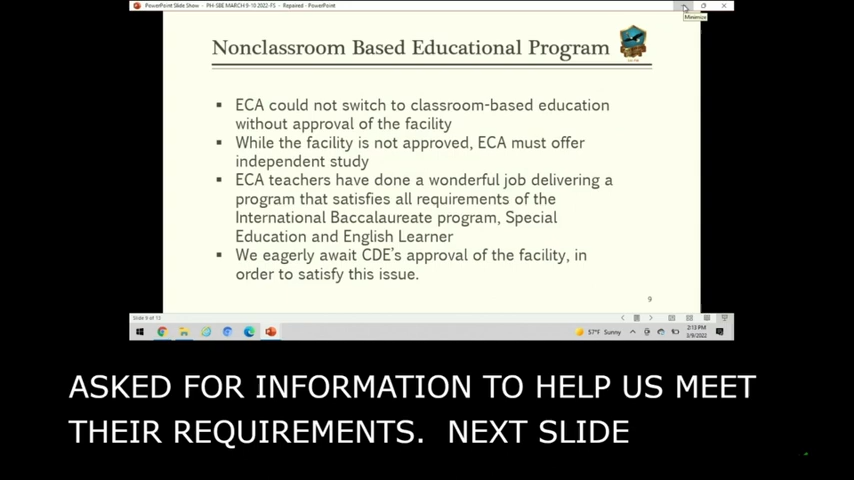 PowerPoint Slide Show - PH-SBE MARCH 9-10 2022-FS - Repaired - PowerPoint
Minimize
Nonclassroom Based Educational Program
▪ ECA could not switch to classroom-based education
without approval of the facility
▪ While the facility is not approved, ECA must offer
independent study
▪ ECA teachers have done a wonderful job delivering a
program that satisfies all requirements of the
International Baccalaureate program, Special
Education and English Learner
▪ We eagerly await CDE's approval of the facility, in
order to satisfy this issue.
9
Slide 9 of 13
57°F Sunny
2:13 PM
3/9/2022
ASKED FOR INFORMATION TO HELP US MEET
THEIR REQUIREMENTS.  NEXT SLIDE